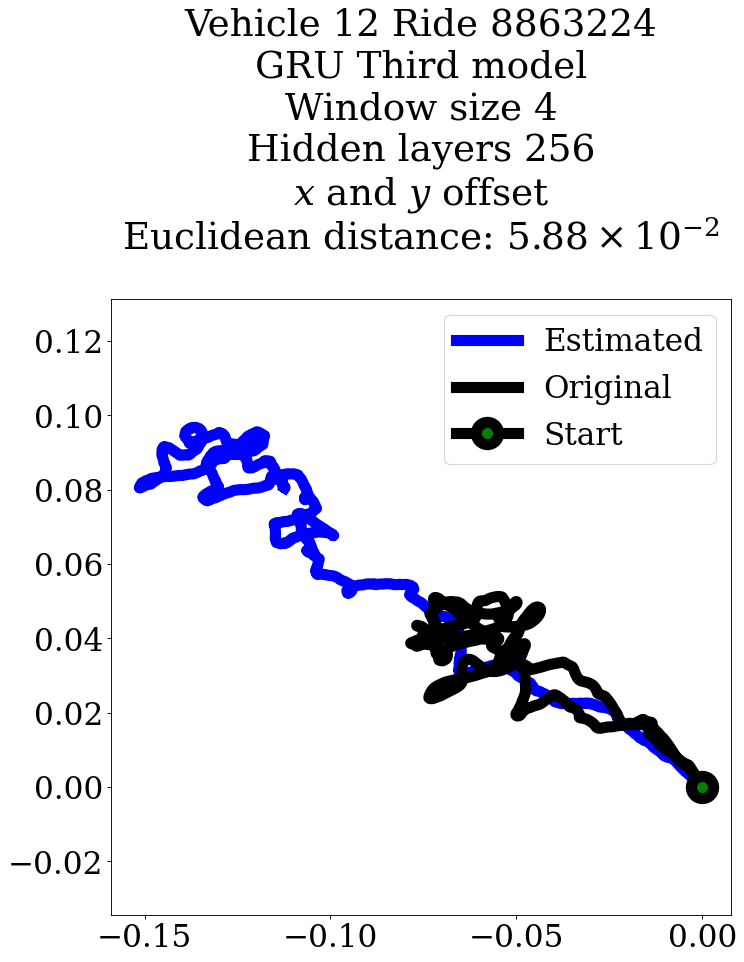 Vehicle 12 Ride 8863224
GRU Third model
Window size 4
Hidden layers 256
x and y offset
Euclidean distance: 5.88 × 10⁻²
Estimated
Original
Start
0.12
0.10
0.08
0.06
0.04
0.02
0.00
−0.02
−0.15
−0.10
−0.05
0.00